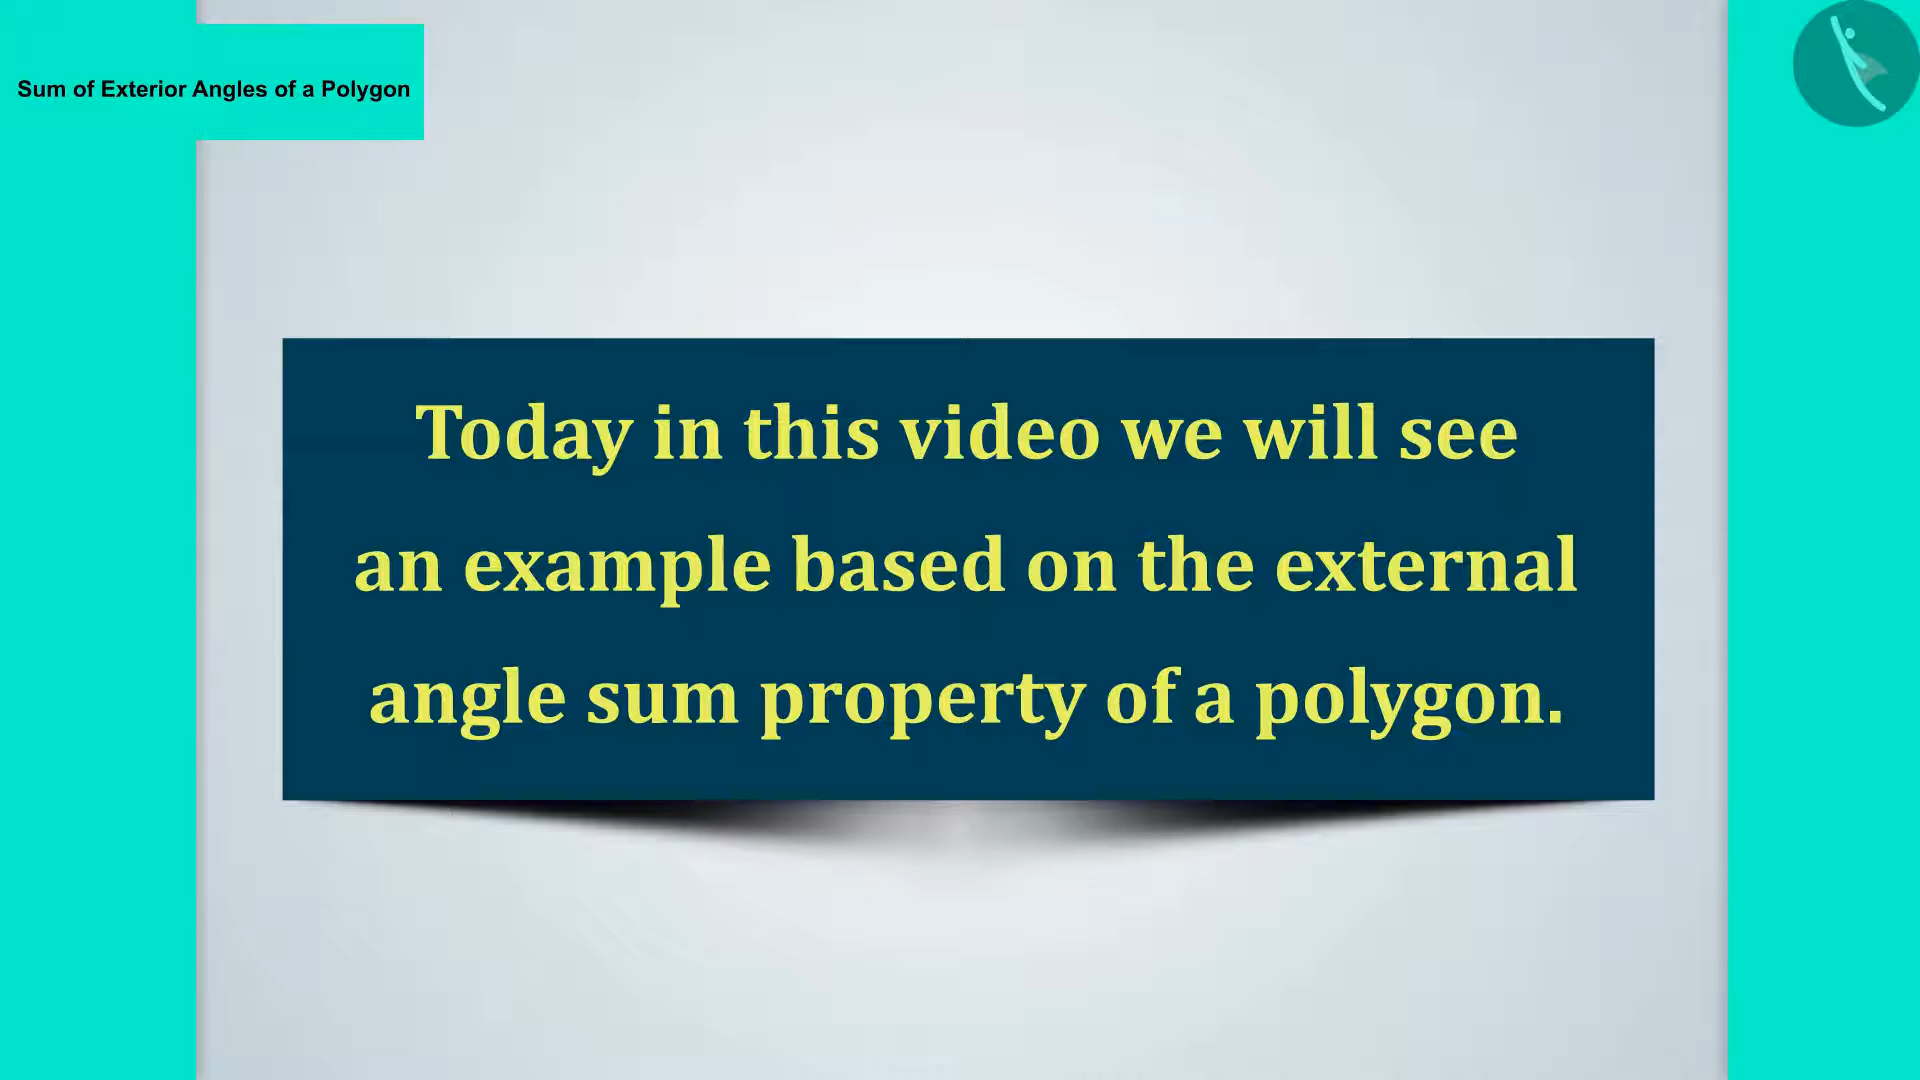 Sum of Exterior Angles of a Polygon
Today in this video we will see
an example based on the external
angle sum property of a polygon.